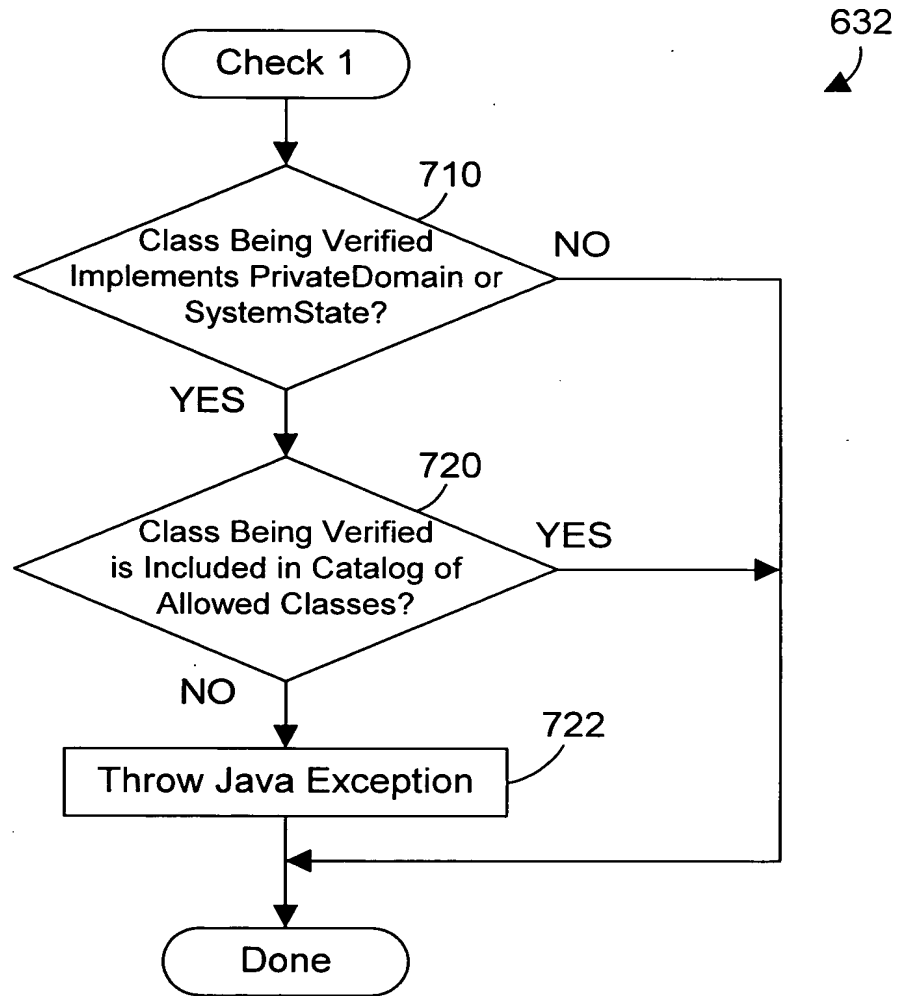 632
Check 1
710
Class Being Verified
Implements PrivateDomain or
SystemState?
NO
YES
720
Class Being Verified
is Included in Catalog of
Allowed Classes?
YES
NO
722
Throw Java Exception
Done